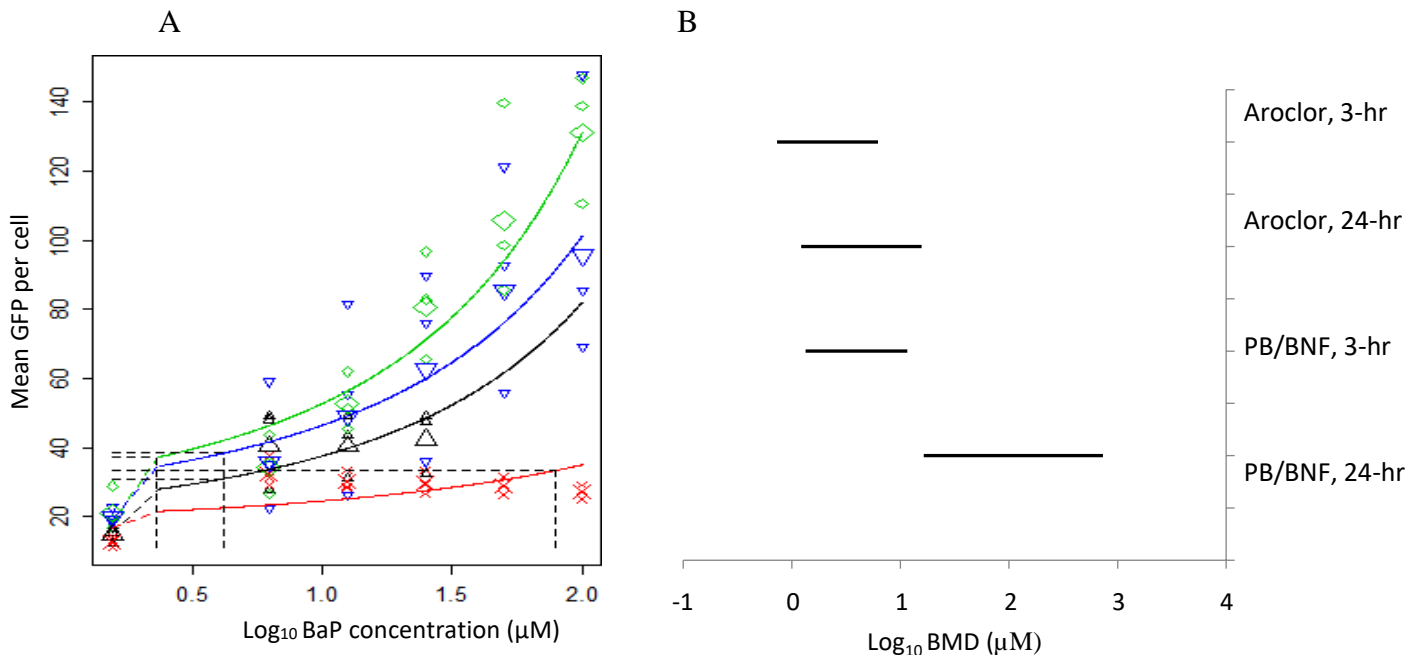 A
Mean GFP per cell
140
120
100
80
60
40
20
0.5 1.0 1.5 2.0
Log₁₀ BaP concentration (µM)
B
Aroclor, 3-hr
Aroclor, 24-hr
PB/BNF, 3-hr
PB/BNF, 24-hr
-1 0 1 2 3 4
Log₁₀ BMD (µM)